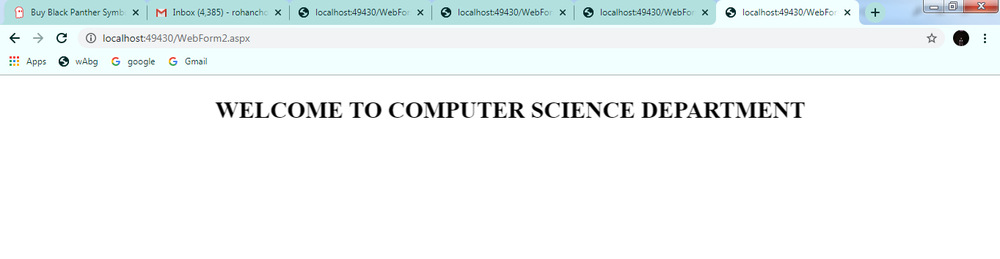 Buy Black Panther Symb
Inbox (4,385) - rohancho
localhost:49430/WebFor
localhost:49430/WebFor
localhost:49430/WebFor
localhost:49430/WebFor
localhost:49430/WebForm2.aspx
Apps
wAbg
google
Gmail
WELCOME TO COMPUTER SCIENCE DEPARTMENT